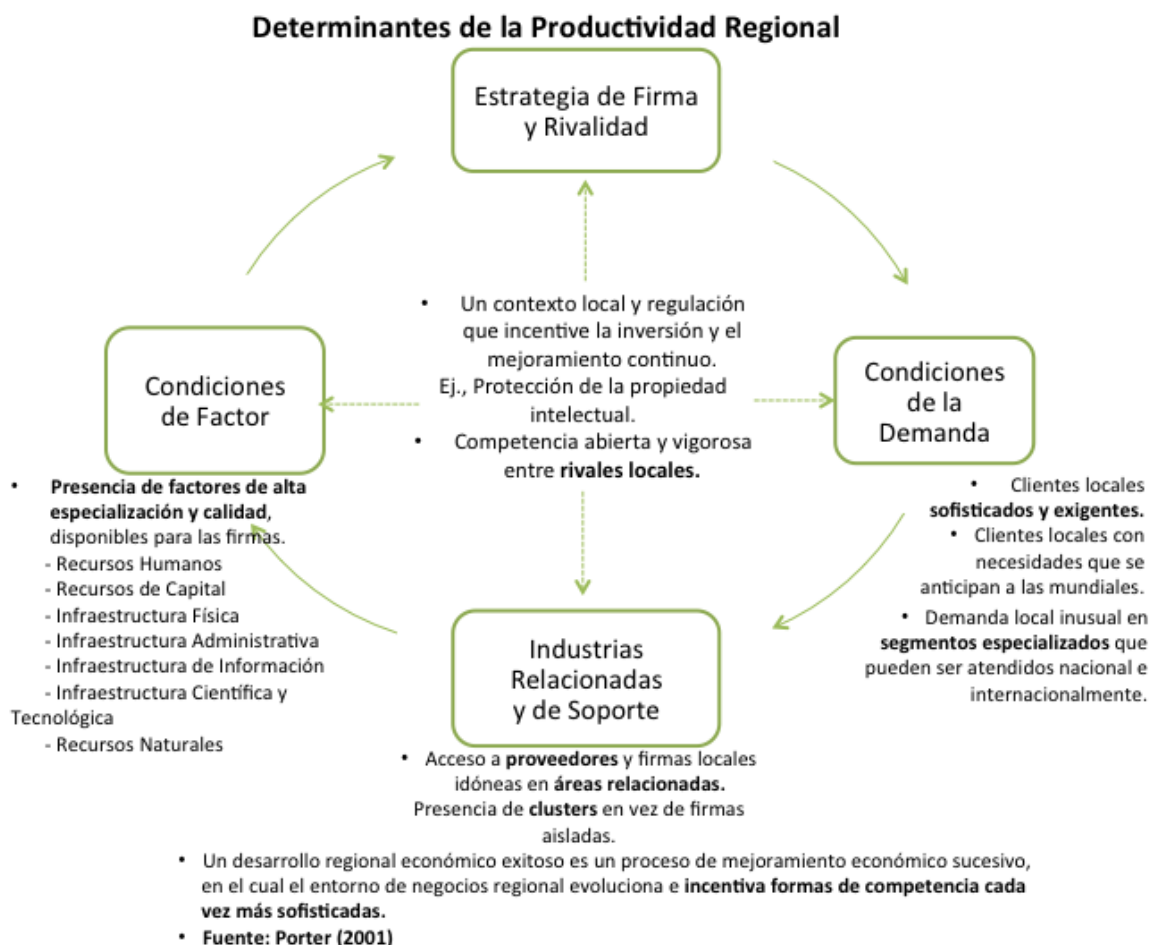 Determinantes de la Productividad Regional
Estrategia de Firma
y Rivalidad
• Un contexto local y regulación
que incentive la inversión y el
mejoramiento continuo.
Ej., Protección de la propiedad
intelectual.
• Competencia abierta y vigorosa
entre rivales locales.
Condiciones
de Factor
Condiciones
de la
Demanda
• Presencia de factores de alta
especialización y calidad,
disponibles para las firmas.
- Recursos Humanos
- Recursos de Capital
- Infraestructura Física
- Infraestructura Administrativa
- Infraestructura de Información
- Infraestructura Científica y
Tecnológica
- Recursos Naturales
• Clientes locales
sofisticados y exigentes.
• Clientes locales con
necesidades que se
anticipan a las mundiales.
• Demanda local inusual en
segmentos especializados que
pueden ser atendidos nacional e
internacionalmente.
Industrias
Relacionadas
y de Soporte
• Acceso a proveedores y firmas locales
idóneas en áreas relacionadas.
Presencia de clusters en vez de firmas
aisladas.
• Un desarrollo regional económico exitoso es un proceso de mejoramiento económico sucesivo,
en el cual el entorno de negocios regional evoluciona e incentiva formas de competencia cada
vez más sofisticadas.
• Fuente: Porter (2001)